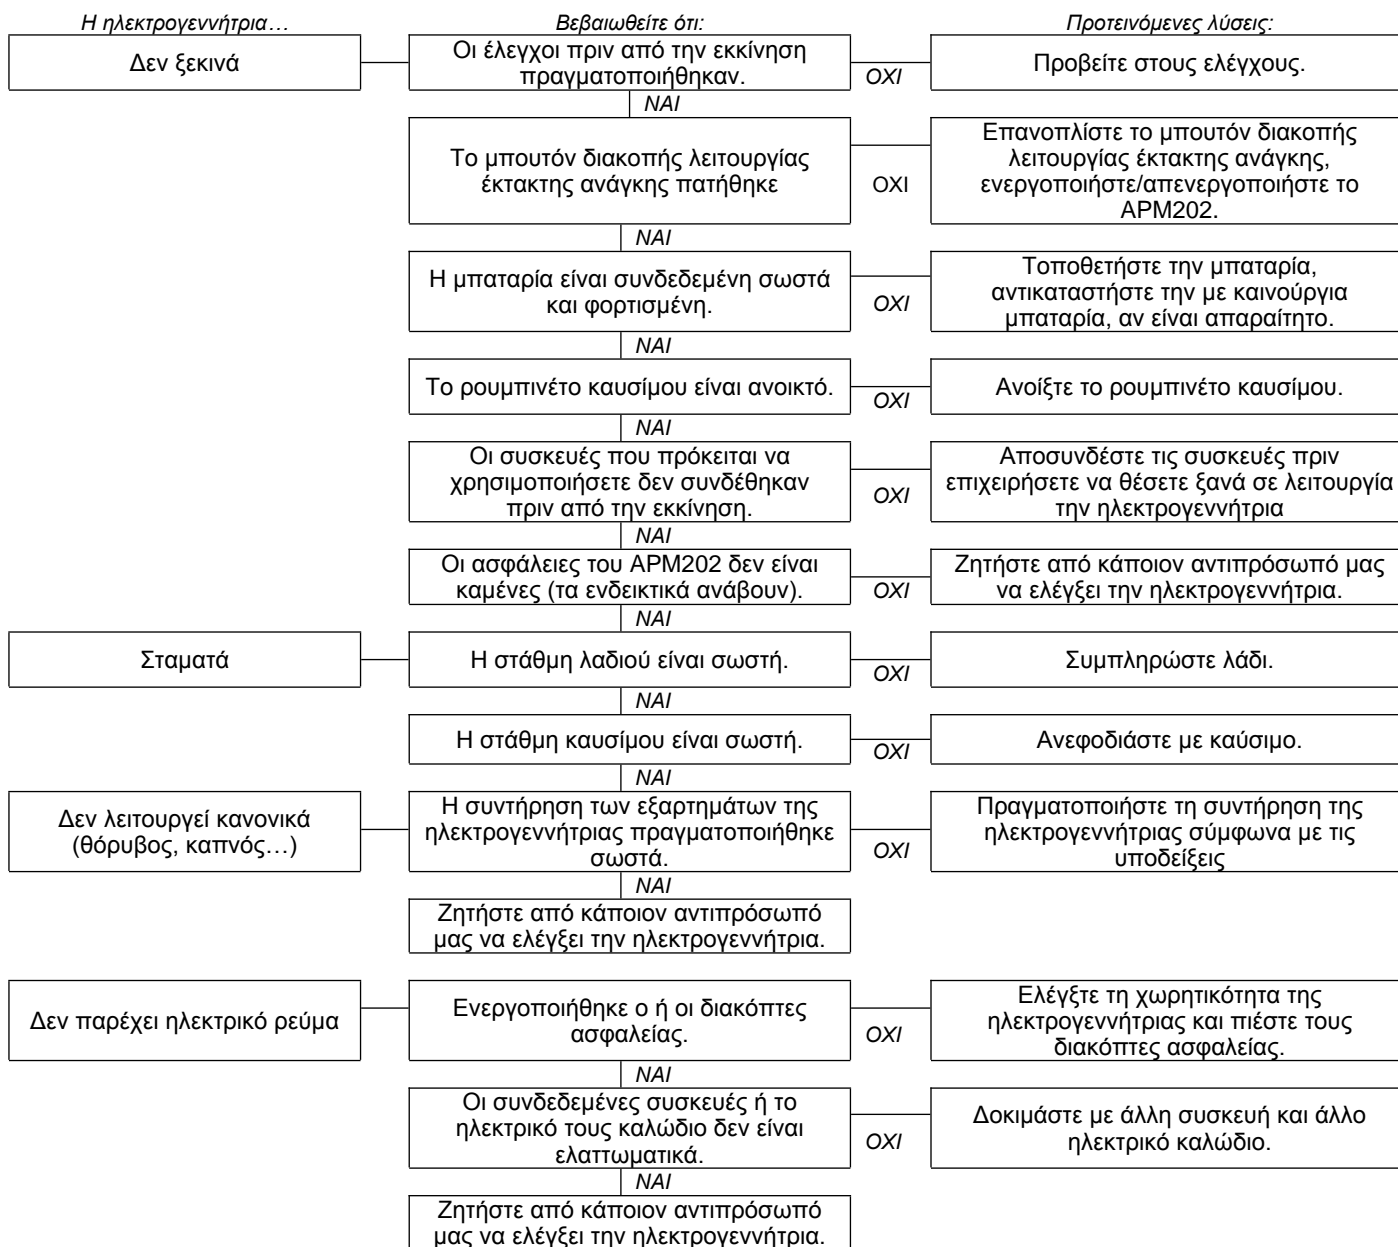 Η ηλεκτρογεννήτρια…
Βεβαιωθείτε ότι:
Προτεινόμενες λύσεις:
Δεν ξεκινά
Οι έλεγχοι πριν από την εκκίνηση
πραγματοποιήθηκαν.
ΟΧΙ
Προβείτε στους ελέγχους.
ΝΑΙ
Το μπουτόν διακοπής λειτουργίας
έκτακτης ανάγκης πατήθηκε
ΟΧΙ
Επανοπλίστε το μπουτόν διακοπής
λειτουργίας έκτακτης ανάγκης,
ενεργοποιήστε/απενεργοποιήστε το
APM202.
ΝΑΙ
Η μπαταρία είναι συνδεδεμένη σωστά
και φορτισμένη.
ΟΧΙ
Τοποθετήστε την μπαταρία,
αντικαταστήστε την με καινούργια
μπαταρία, αν είναι απαραίτητο.
ΝΑΙ
Το ρουμπινέτο καυσίμου είναι ανοικτό.
ΟΧΙ
Ανοίξτε το ρουμπινέτο καυσίμου.
ΝΑΙ
Οι συσκευές που πρόκειται να
χρησιμοποιήσετε δεν συνδέθηκαν
πριν από την εκκίνηση.
ΟΧΙ
Αποσυνδέστε τις συσκευές πριν
επιχειρήσετε να θέσετε ξανά σε λειτουργία
την ηλεκτρογεννήτρια
ΝΑΙ
Οι ασφάλειες του APM202 δεν είναι
καμένες (τα ενδεικτικά ανάβουν).
ΟΧΙ
Ζητήστε από κάποιον αντιπρόσωπό μας
να ελέγξει την ηλεκτρογεννήτρια.
ΝΑΙ
Σταματά
Η στάθμη λαδιού είναι σωστή.
ΟΧΙ
Συμπληρώστε λάδι.
ΝΑΙ
Η στάθμη καυσίμου είναι σωστή.
ΟΧΙ
Ανεφοδιάστε με καύσιμο.
ΝΑΙ
Δεν λειτουργεί κανονικά
(θόρυβος, καπνός…)
Η συντήρηση των εξαρτημάτων της
ηλεκτρογεννήτριας πραγματοποιήθηκε
σωστά.
ΟΧΙ
Πραγματοποιήστε τη συντήρηση της
ηλεκτρογεννήτριας σύμφωνα με τις
υποδείξεις
ΝΑΙ
Ζητήστε από κάποιον αντιπρόσωπό
μας να ελέγξει την ηλεκτρογεννήτρια.
Δεν παρέχει ηλεκτρικό ρεύμα
Ενεργοποιήθηκε ο ή οι διακόπτες
ασφαλείας.
ΟΧΙ
Ελέγξτε τη χωρητικότητα της
ηλεκτρογεννήτριας και πιέστε τους
διακόπτες ασφαλείας.
ΝΑΙ
Οι συνδεδεμένες συσκευές ή το
ηλεκτρικό τους καλώδιο δεν είναι
ελαττωματικά.
ΟΧΙ
Δοκιμάστε με άλλη συσκευή και άλλο
ηλεκτρικό καλώδιο.
ΝΑΙ
Ζητήστε από κάποιον αντιπρόσωπό
μας να ελέγξει την ηλεκτρογεννήτρια.